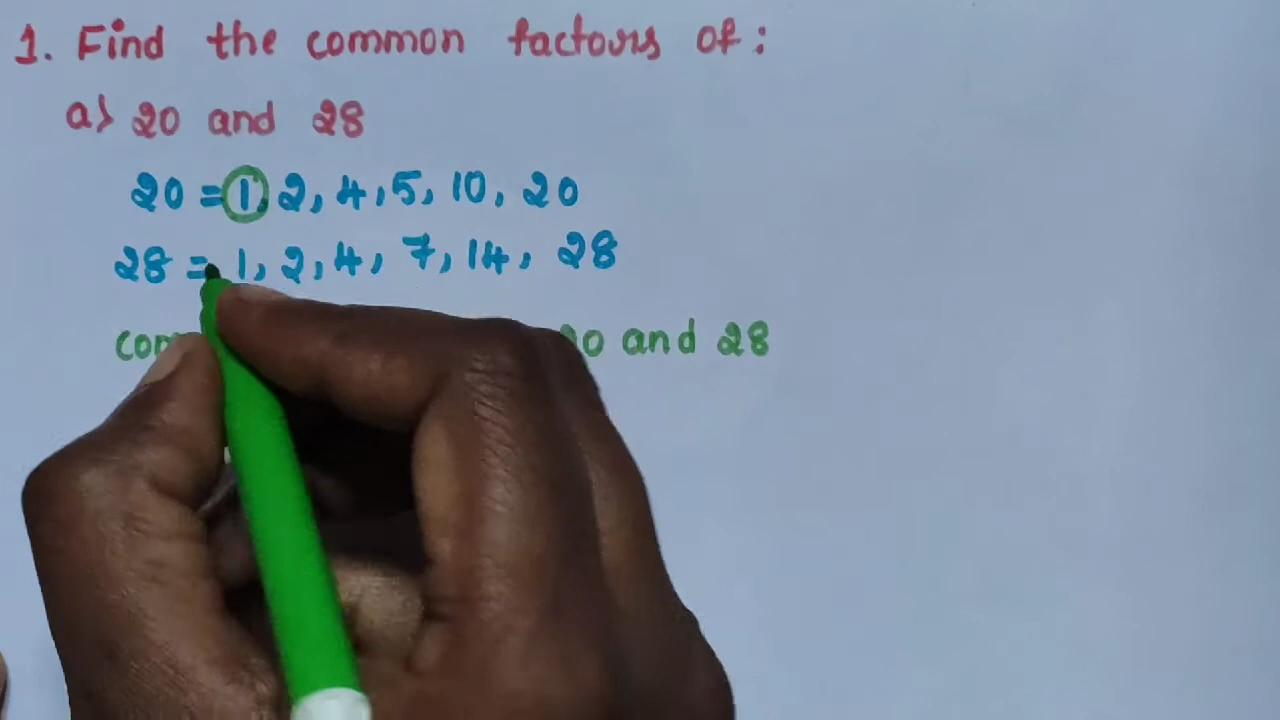 1. Find the common factors of:
a) 20 and 28
20 = 1, 2, 4, 5, 10, 20
28 = 1, 2, 4, 7, 14, 28
20 and 28